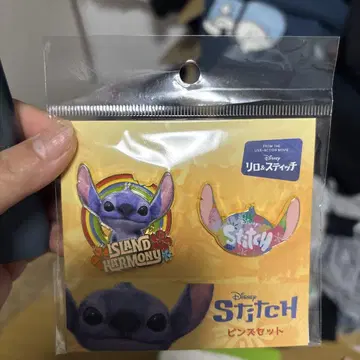 FROM THE
LIVE-ACTION MOVIE
Disney
リロ&スティッチ
ISLAND
HARMONY
Stitch
Disney
STITCH
ピンズセット